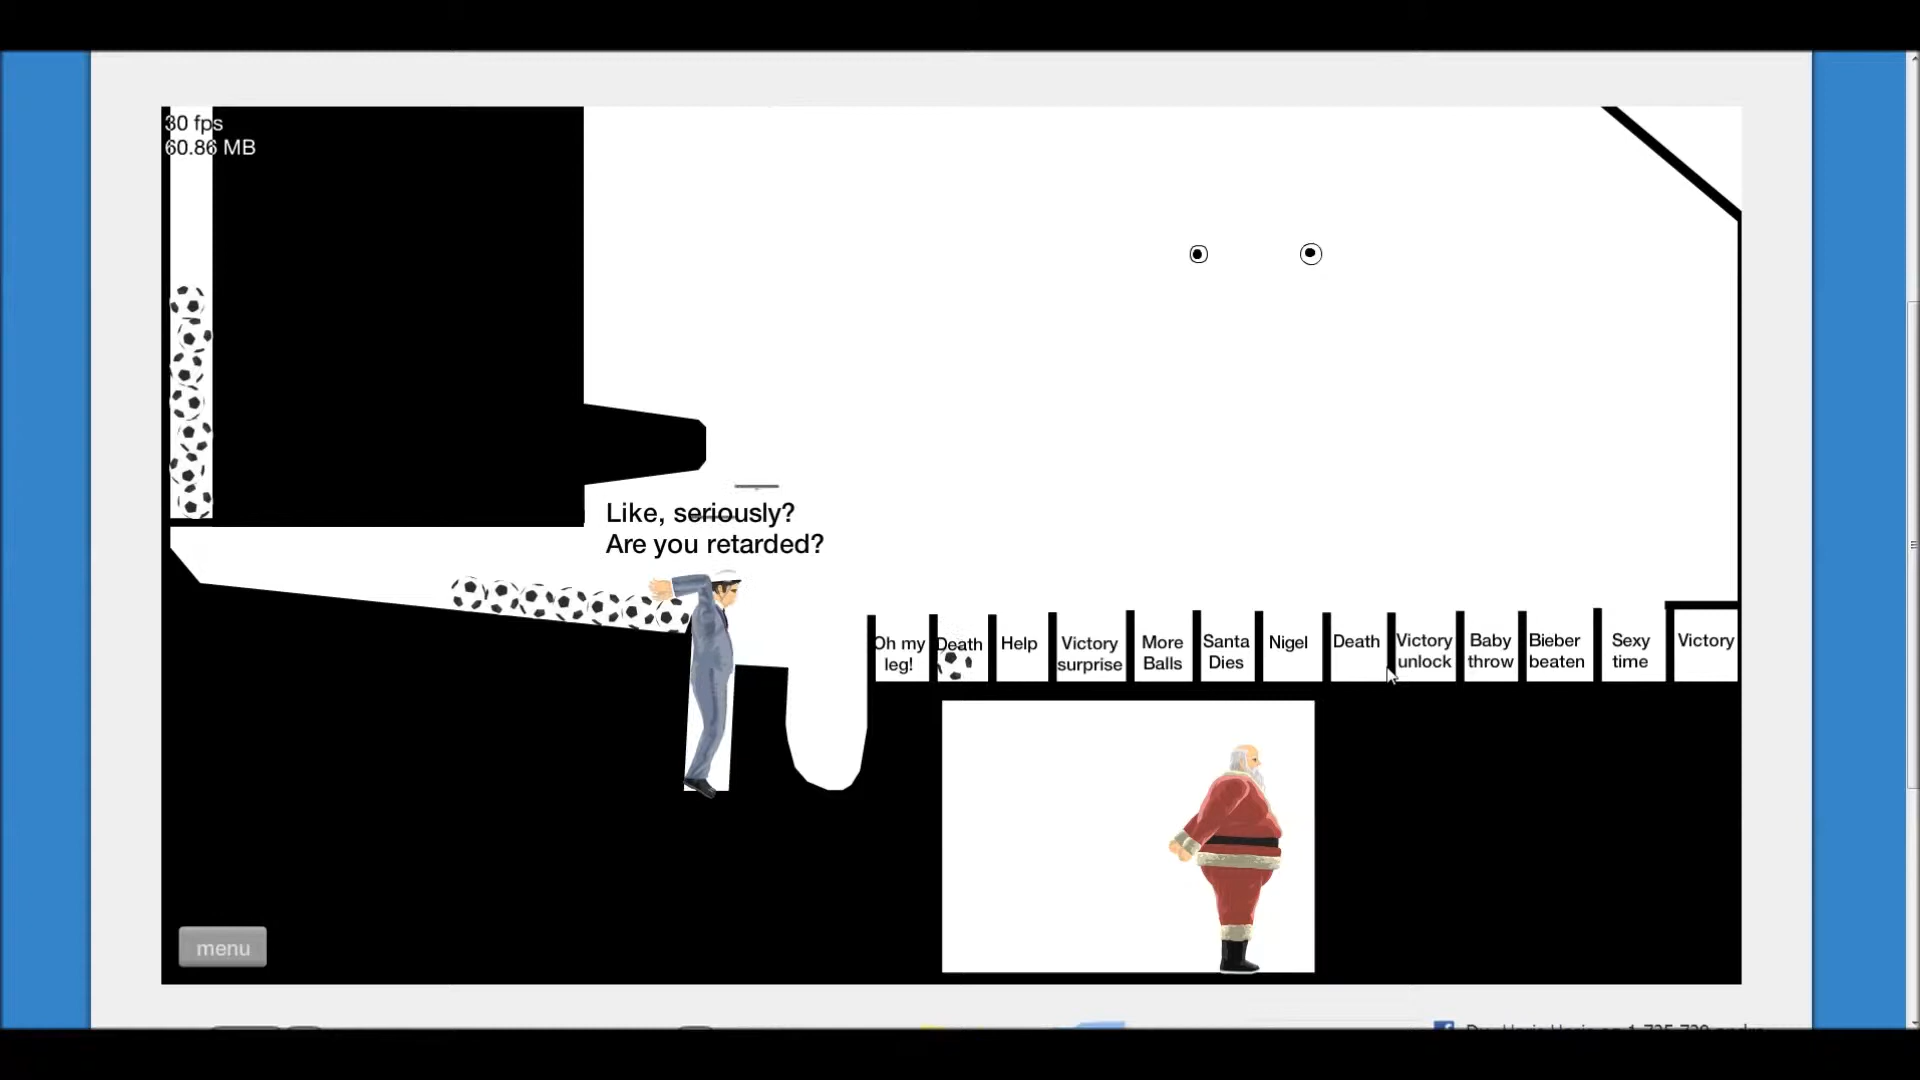 30 fps
60.86 MB
Like, seriously?
Are you retarded?
Oh my
leg!
Death
Help
Victory
surprise
More
Balls
Santa
Dies
Nigel
Death
Victory
unlock
Baby
throw
Bieber
beaten
Sexy
time
Victory
menu